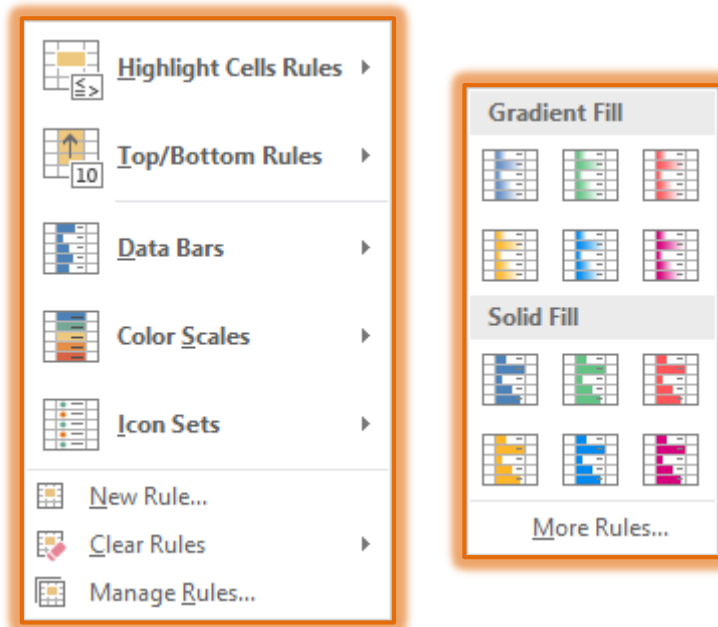 Highlight Cells Rules
Top/Bottom Rules
10
Data Bars
Color Scales
Icon Sets
New Rule...
Clear Rules
Manage Rules...
Gradient Fill
Solid Fill
More Rules...